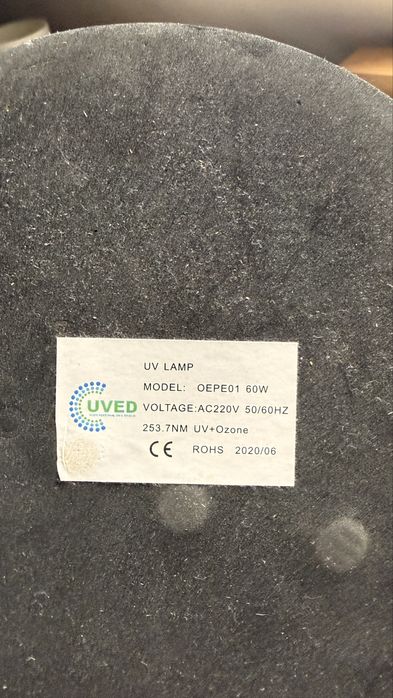 UV LAMP
MODEL: OEPE01 60W
UVED
VOLTAGE:AC220V 50/60HZ
253.7NM UV+Ozone
CE ROHS 2020/06